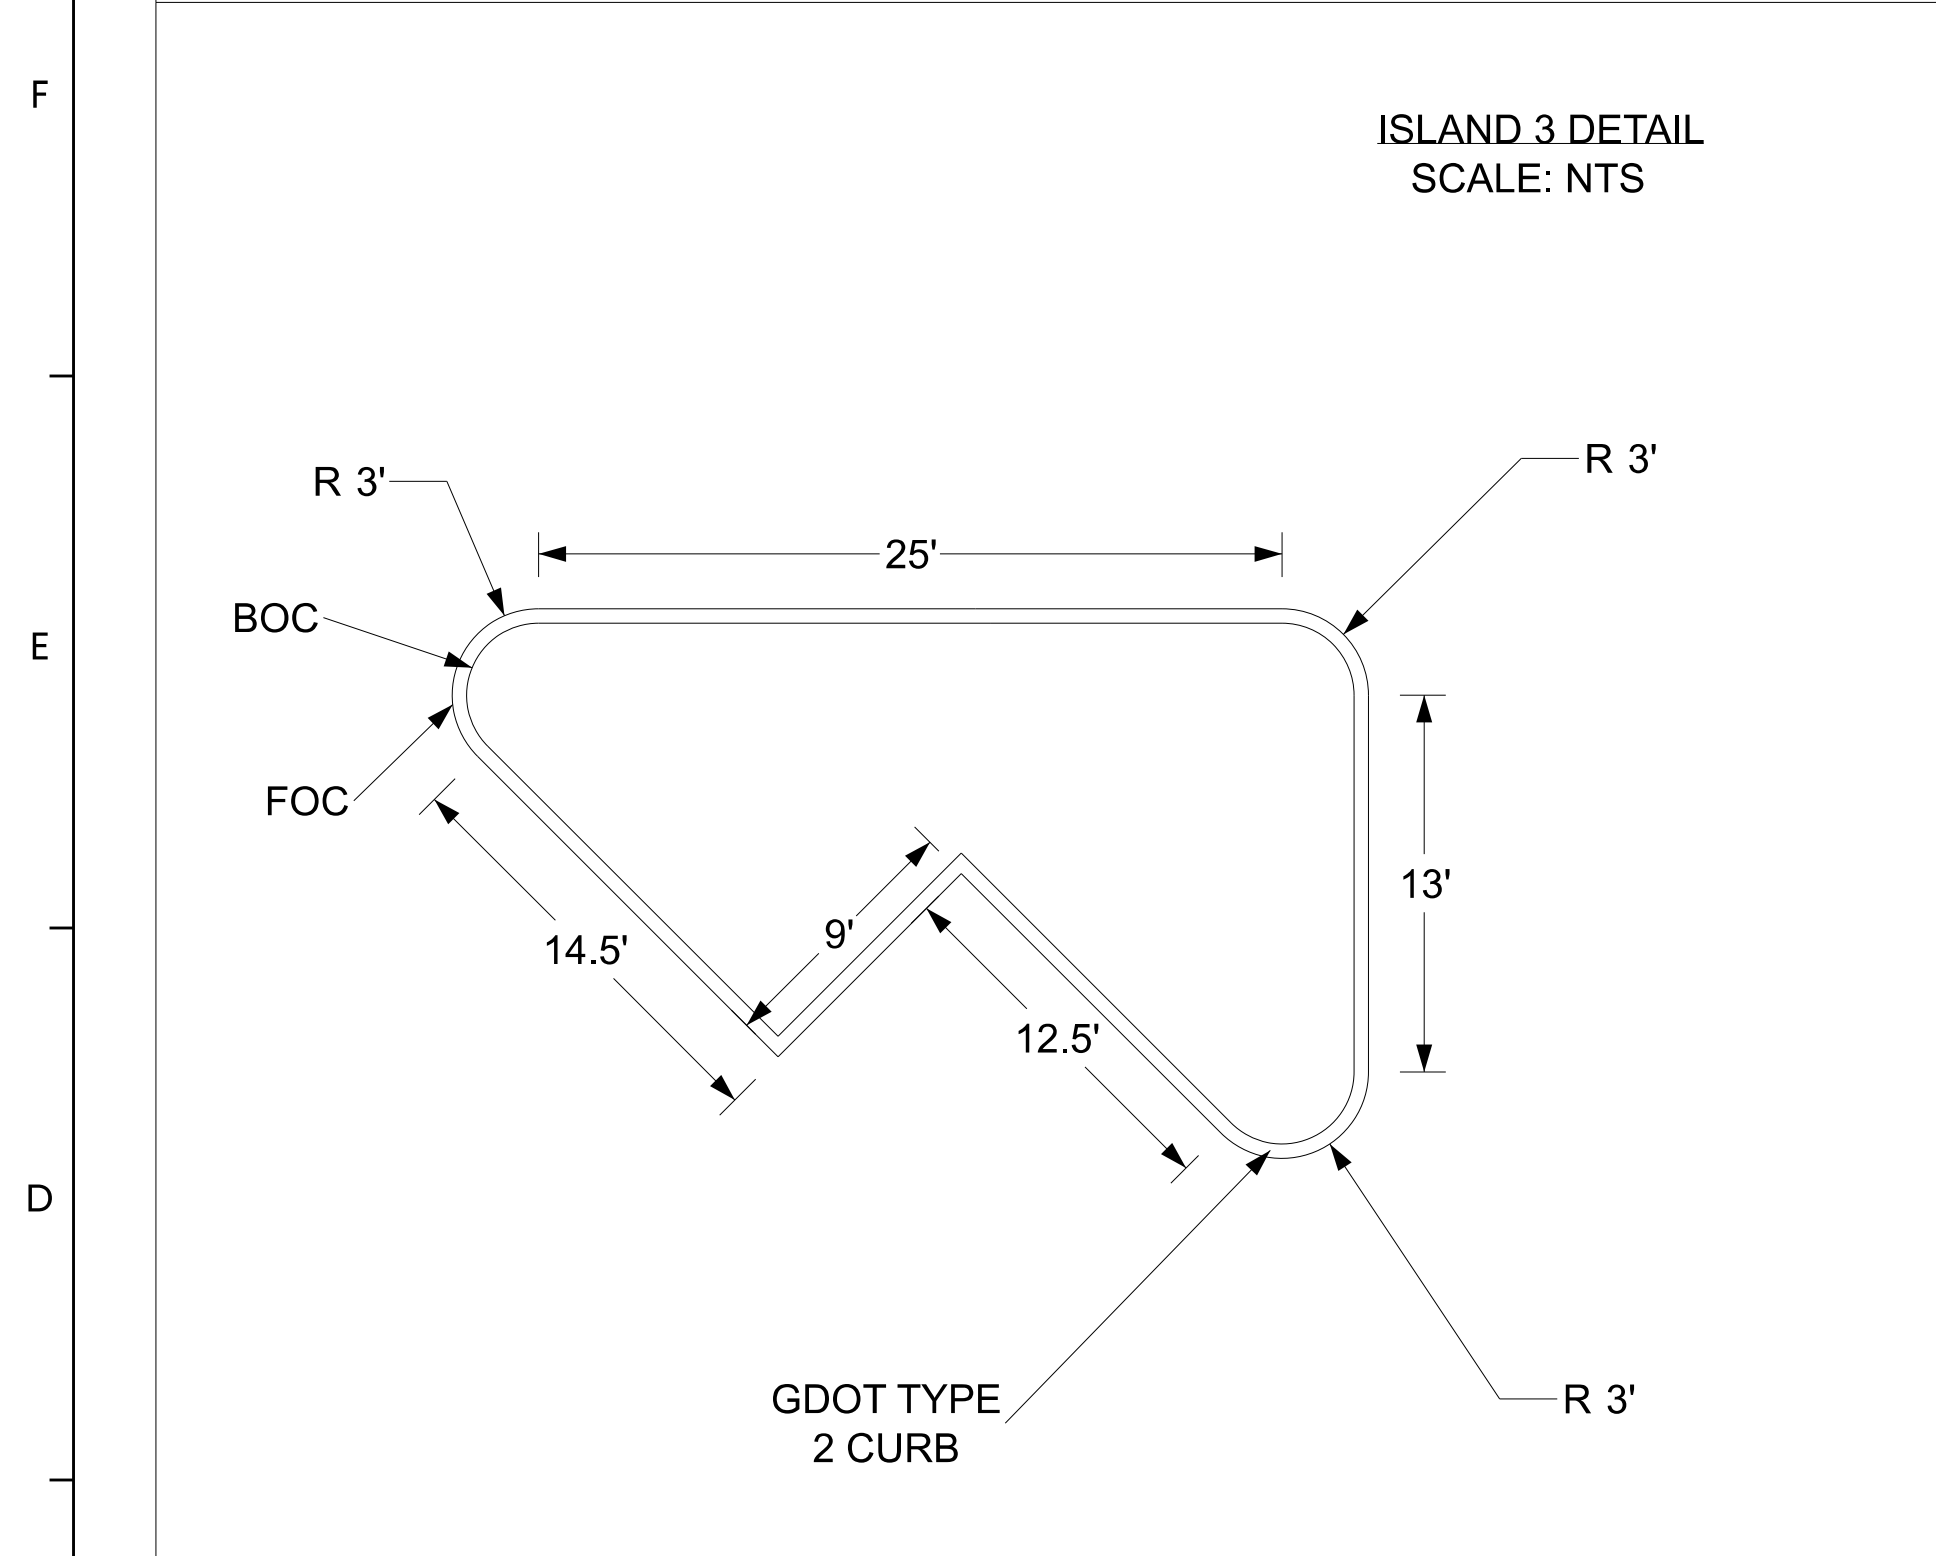 F
ISLAND 3 DETAIL
SCALE: NTS
R 3'
R 3'
25'
BOC
E
FOC
13'
9'
14.5'
12.5'
D
GDOT TYPE
2 CURB
R 3'